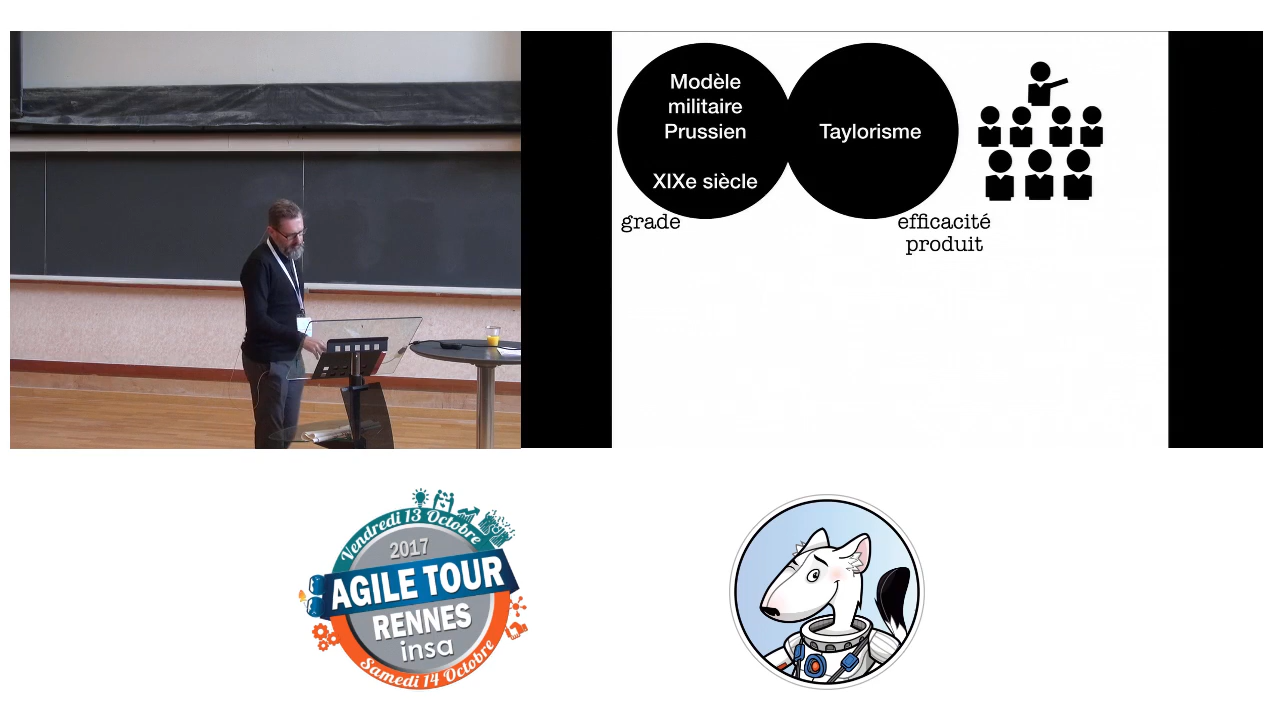 Modèle
militaire
Prussien
XIXe siècle
Taylorisme
grade
efficacité
produit
Vendredi 13 Octobre
2017
AGILE TOUR
RENNES
insa
Samedi 14 Octobre